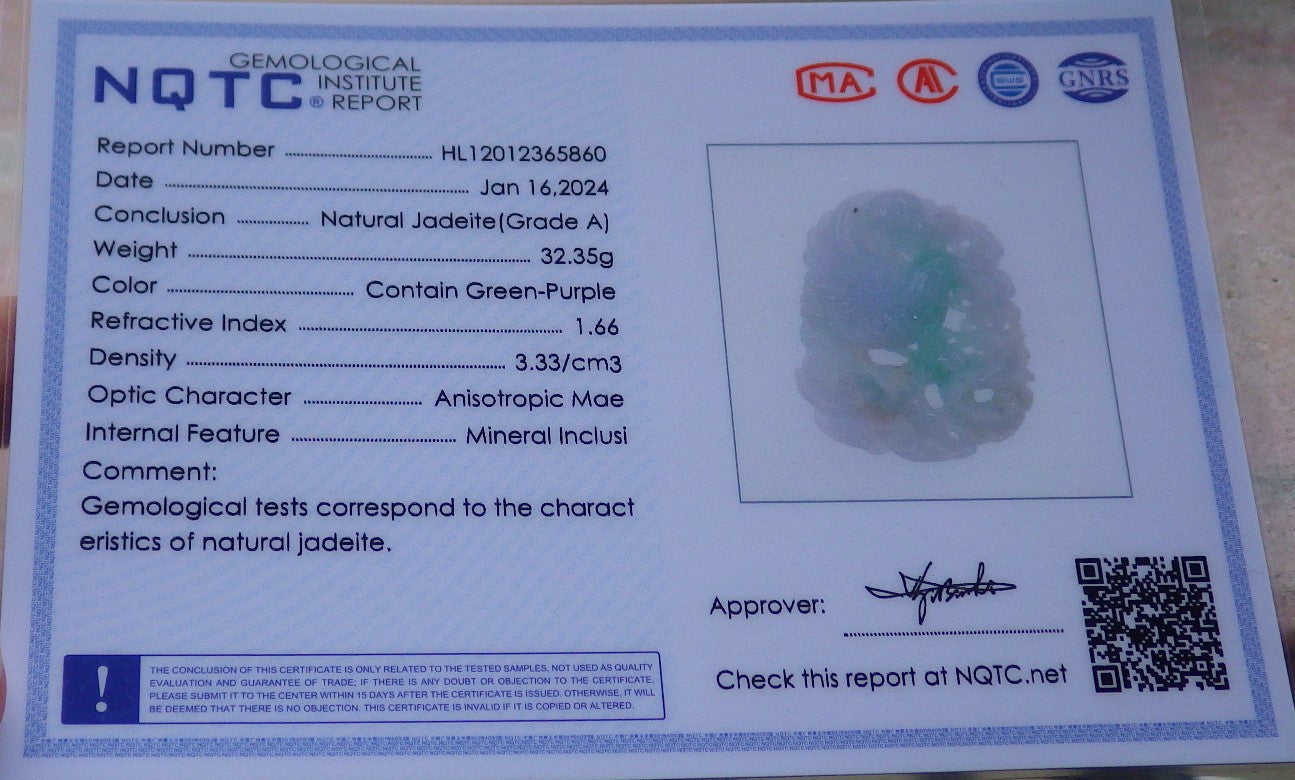 NQTC® GEMOLOGICAL INSTITUTE REPORT
MA
GNRS
Report Number ........ HL12012365860
Date ........ Jan 16,2024
Conclusion ........ Natural Jadeite(Grade A)
Weight ........ 32.35g
Color ........ Contain Green-Purple
Refractive Index ........ 1.66
Density ........ 3.33/cm3
Optic Character ........ Anisotropic Mae
Internal Feature ........ Mineral Inclusi
Comment:
Gemological tests correspond to the charact
eristics of natural jadeite.
Approver:
Check this report at NQTC.net
! THE CONCLUSION OF THIS CERTIFICATE IS ONLY RELATED TO THE TESTED SAMPLES, NOT USED AS QUALITY
EVALUATION AND GUARANTEE OF TRADE; IF THERE IS ANY DOUBT OR OBJECTION TO THE CERTIFICATE,
PLEASE SUBMIT IT TO THE CENTER WITHIN 15 DAYS AFTER THE CERTIFICATE IS ISSUED. OTHERWISE, IT WILL
BE DEEMED THAT THERE IS NO OBJECTION. THIS CERTIFICATE IS INVALID IF IT IS COPIED OR ALTERED.